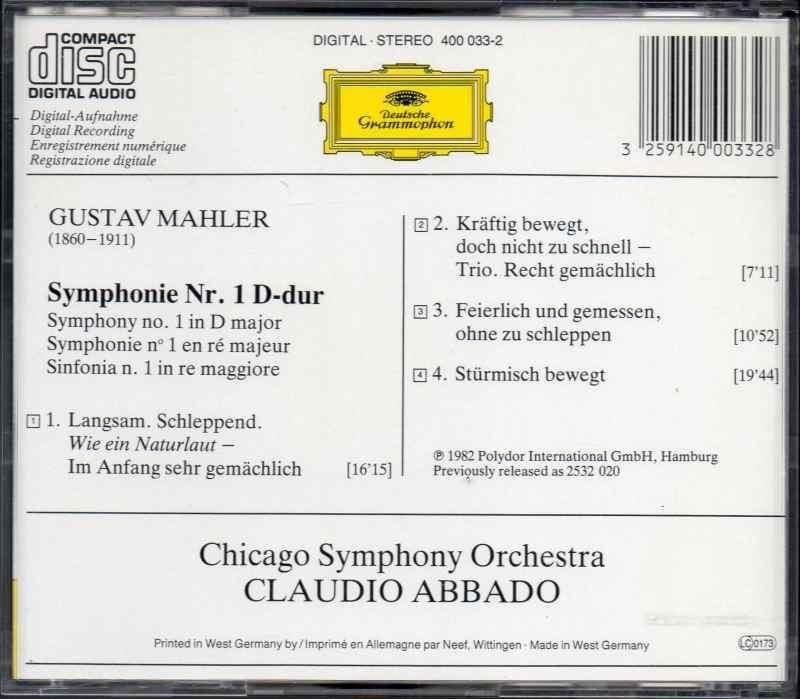 COMPACT
disc
DIGITAL AUDIO
Digital-Aufnahme
Digital Recording
Enregistrement numérique
Registrazione digitale
DIGITAL · STEREO 400 033-2
Deutsche
Grammophon
3 259140 003328
GUSTAV MAHLER
(1860–1911)
Symphonie Nr. 1 D-dur
Symphony no. 1 in D major
Symphonie n° 1 en ré majeur
Sinfonia n. 1 in re maggiore
1 1. Langsam. Schleppend.
Wie ein Naturlaut –
Im Anfang sehr gemächlich [16'15]
2 2. Kräftig bewegt,
doch nicht zu schnell –
Trio. Recht gemächlich [7'11]
3 3. Feierlich und gemessen,
ohne zu schleppen [10'52]
4 4. Stürmisch bewegt [19'44]
℗ 1982 Polydor International GmbH, Hamburg
Previously released as 2532 020
Chicago Symphony Orchestra
CLAUDIO ABBADO
Printed in West Germany by / Imprimé en Allemagne par Neef, Wittingen · Made in West Germany
LC 0173